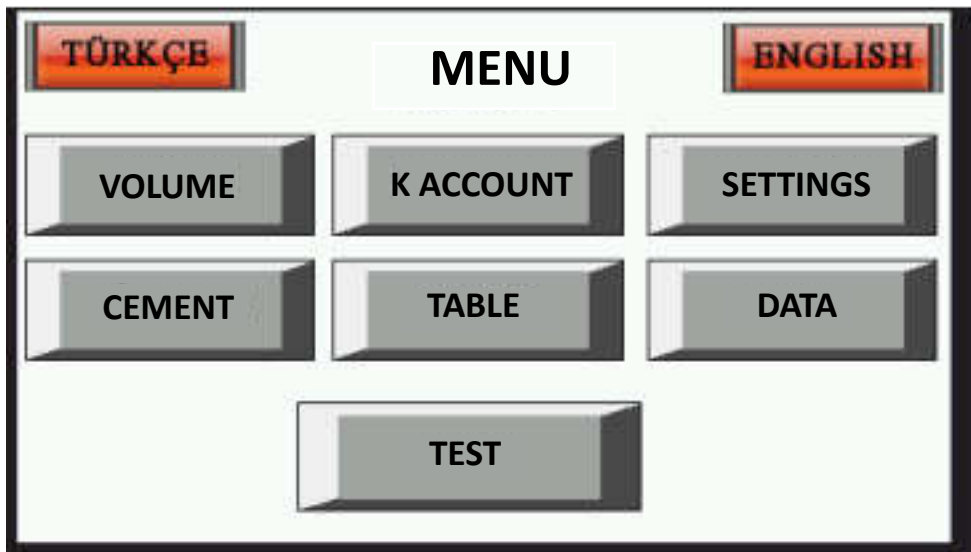 TÜRKÇE MENU ENGLISH
VOLUME K ACCOUNT SETTINGS
CEMENT TABLE DATA
TEST